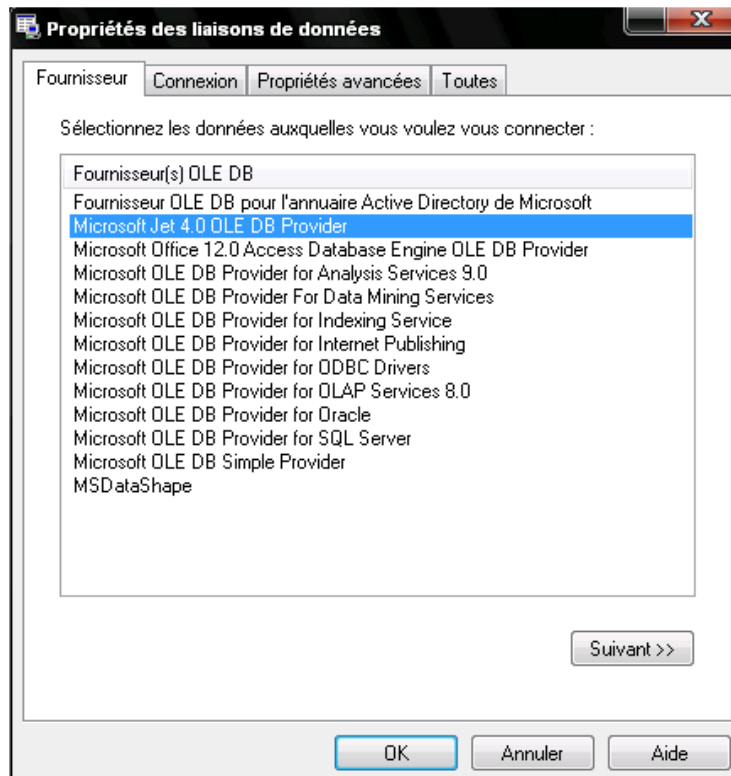 Propriétés des liaisons de données
Fournisseur Connexion Propriétés avancées Toutes
Sélectionnez les données auxquelles vous voulez vous connecter :
Fournisseur(s) OLE DB
Fournisseur OLE DB pour l'annuaire Active Directory de Microsoft
Microsoft Jet 4.0 OLE DB Provider
Microsoft Office 12.0 Access Database Engine OLE DB Provider
Microsoft OLE DB Provider for Analysis Services 9.0
Microsoft OLE DB Provider For Data Mining Services
Microsoft OLE DB Provider for Indexing Service
Microsoft OLE DB Provider for Internet Publishing
Microsoft OLE DB Provider for ODBC Drivers
Microsoft OLE DB Provider for OLAP Services 8.0
Microsoft OLE DB Provider for Oracle
Microsoft OLE DB Provider for SQL Server
Microsoft OLE DB Simple Provider
MSDataShape
Suivant >>
OK Annuler Aide